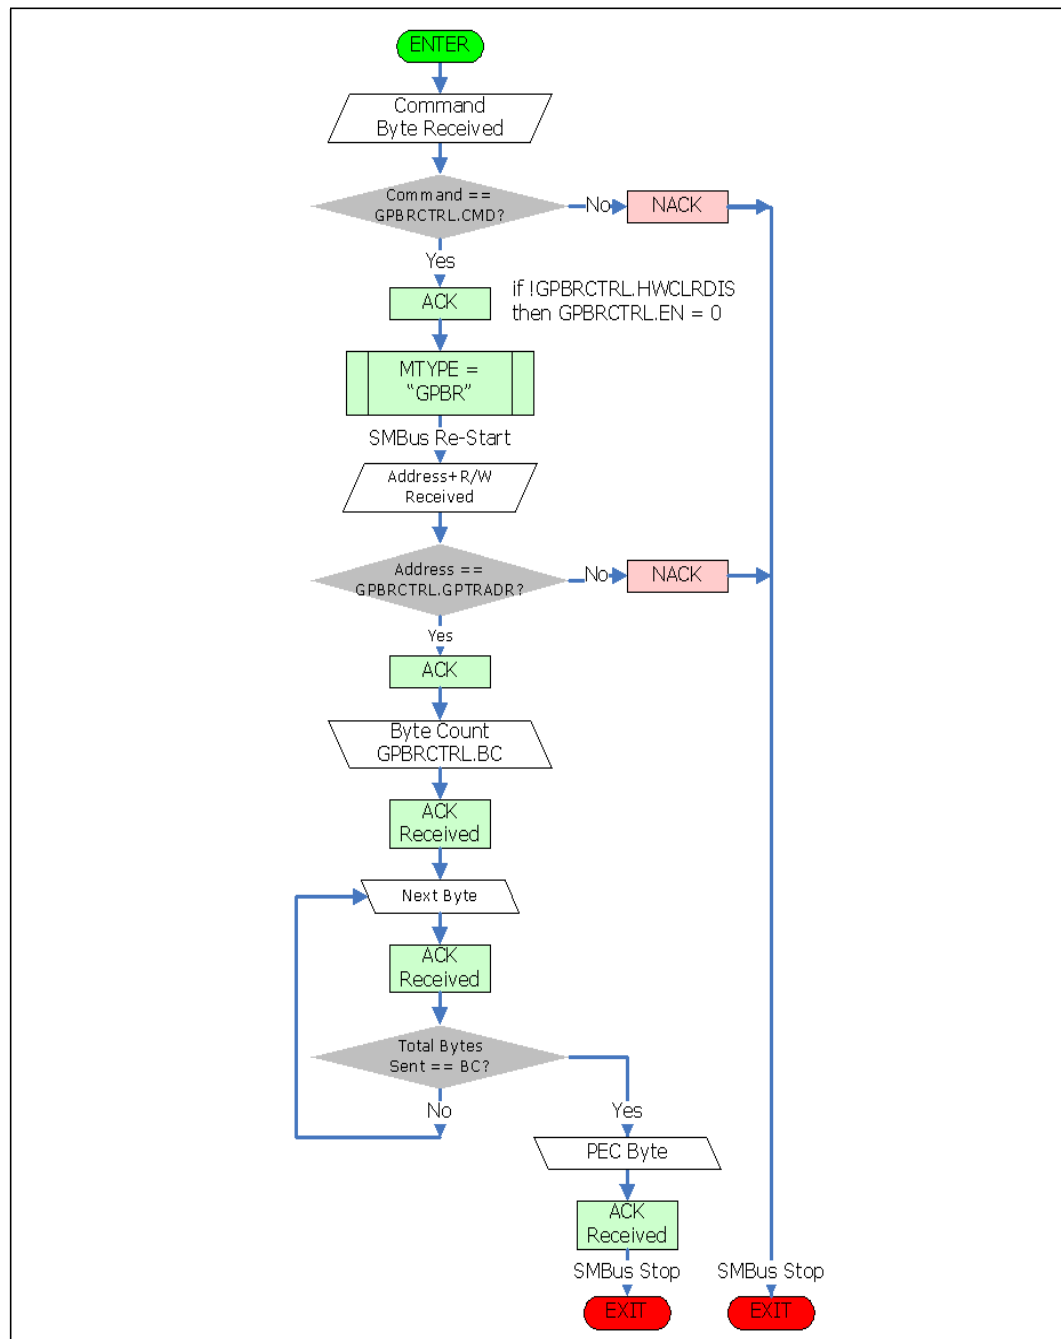 ENTER
Command
Byte Received
Command ==
GPBRCTRL.CMD?
No
NACK
Yes
ACK
if !GPBRCTRL.HWCLRDIS
then GPBRCTRL.EN = 0
MTYPE =
“GPBR”
SMBus Re-Start
Address+R/W
Received
Address ==
GPBRCTRL.GPTRADR?
No
NACK
Yes
ACK
Byte Count
GPBRCTRL.BC
ACK
Received
Next Byte
ACK
Received
Total Bytes
Sent == BC?
No
Yes
PEC Byte
ACK
Received
SMBus Stop
SMBus Stop
EXIT
EXIT